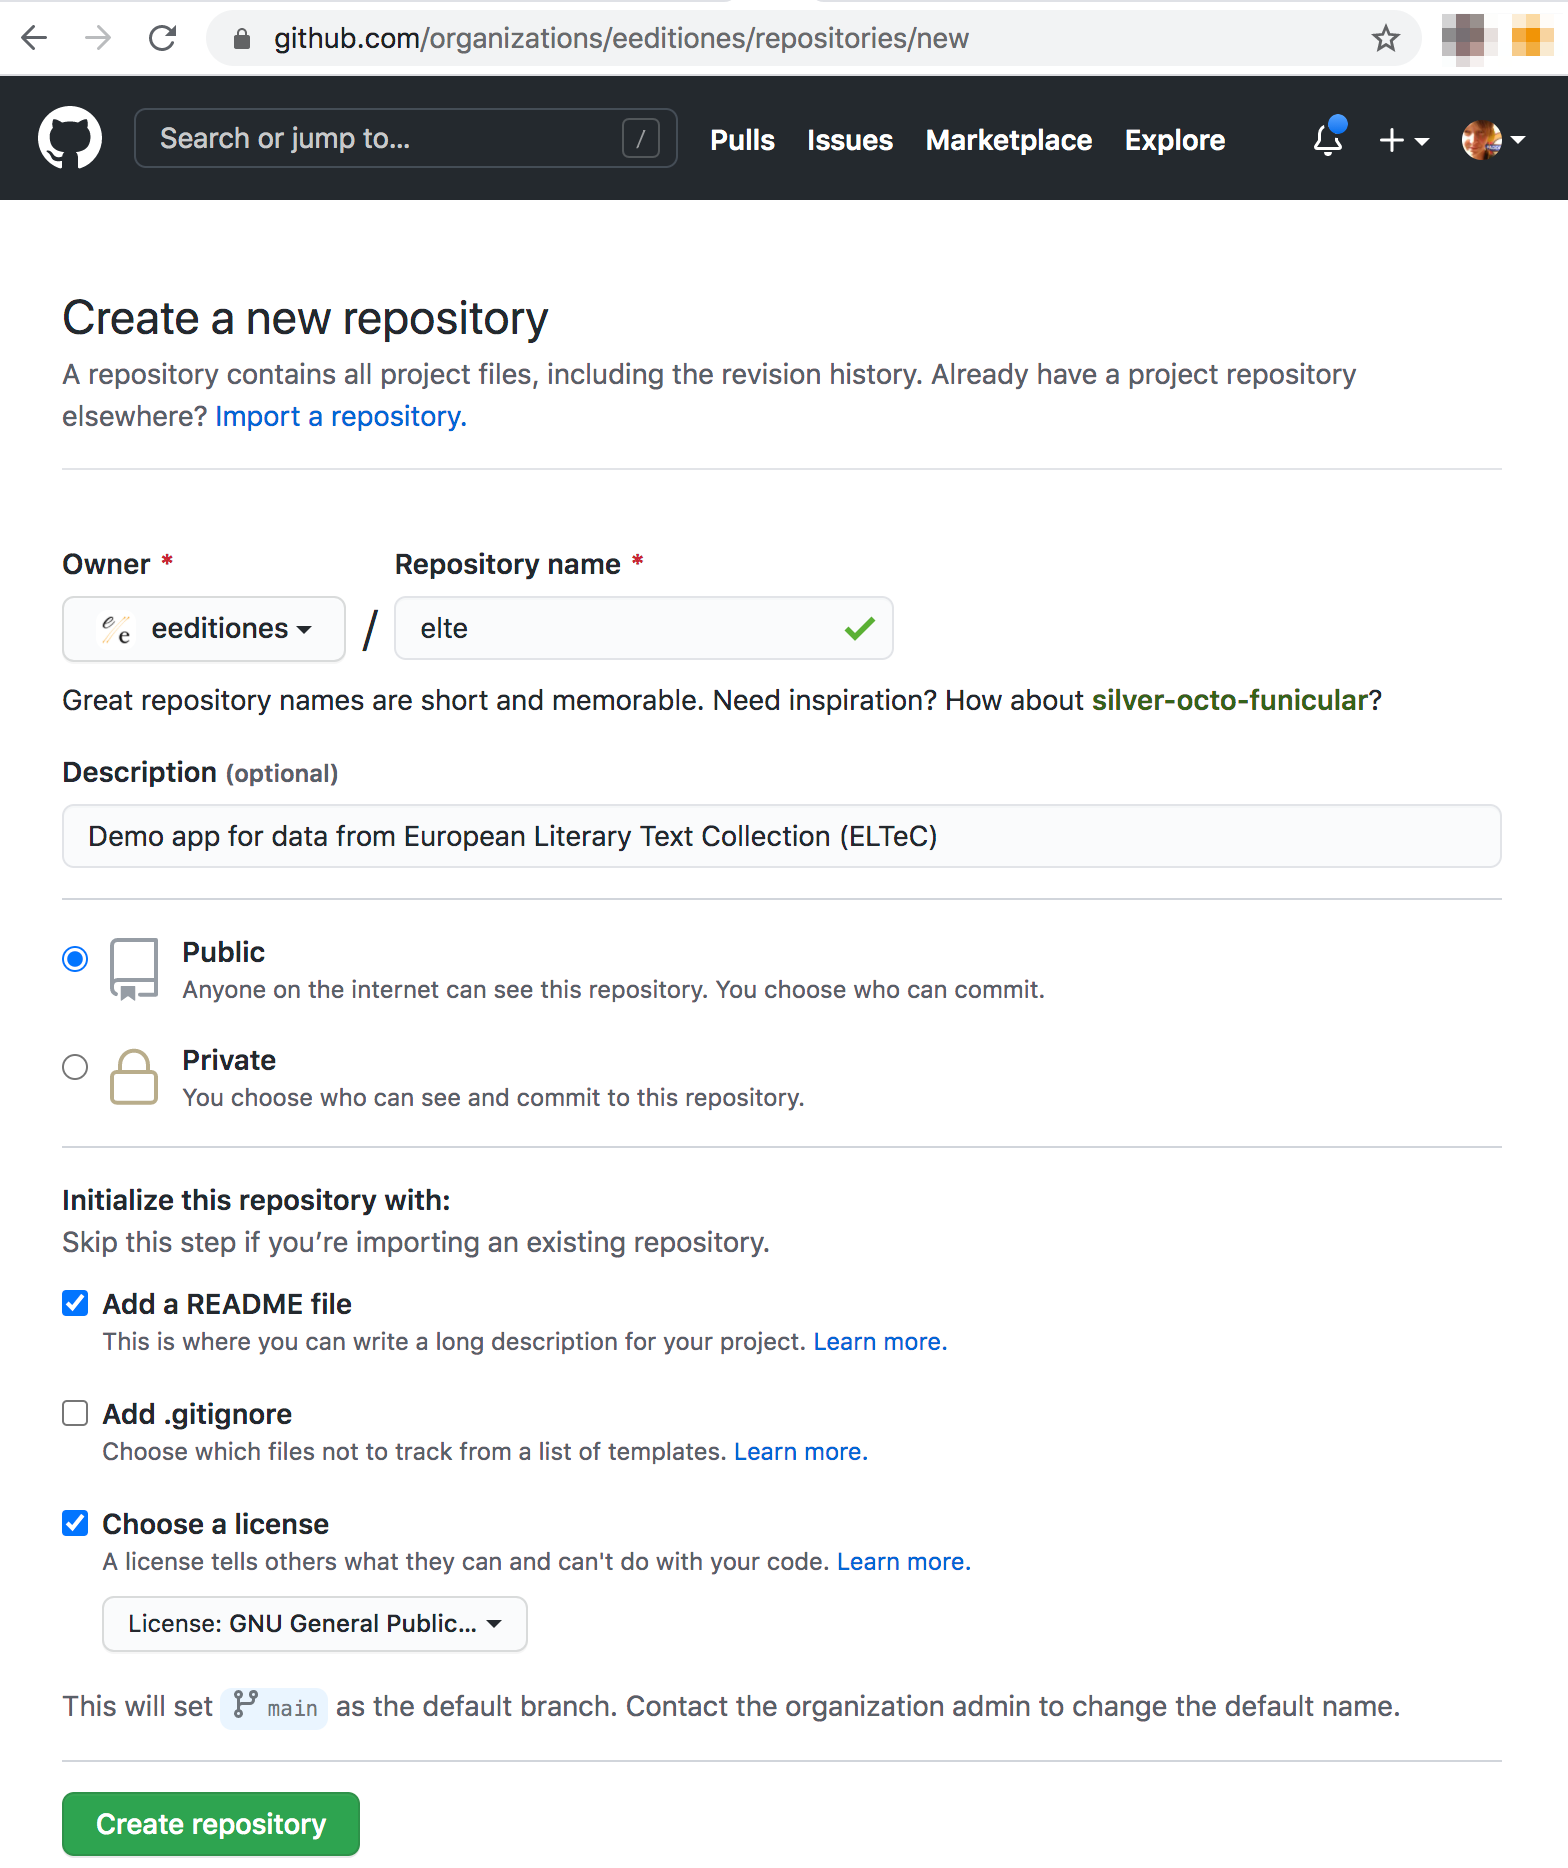 github.com/organizations/eeditiones/repositories/new
Search or jump to... /
Pulls Issues Marketplace Explore
Create a new repository
A repository contains all project files, including the revision history. Already have a project repository
elsewhere? Import a repository.
Owner * Repository name *
e/e eeditiones / elte
Great repository names are short and memorable. Need inspiration? How about silver-octo-funicular?
Description (optional)
Demo app for data from European Literary Text Collection (ELTeC)
Public
Anyone on the internet can see this repository. You choose who can commit.
Private
You choose who can see and commit to this repository.
Initialize this repository with:
Skip this step if you’re importing an existing repository.
Add a README file
This is where you can write a long description for your project. Learn more.
Add .gitignore
Choose which files not to track from a list of templates. Learn more.
Choose a license
A license tells others what they can and can't do with your code. Learn more.
License: GNU General Public...
This will set main as the default branch. Contact the organization admin to change the default name.
Create repository